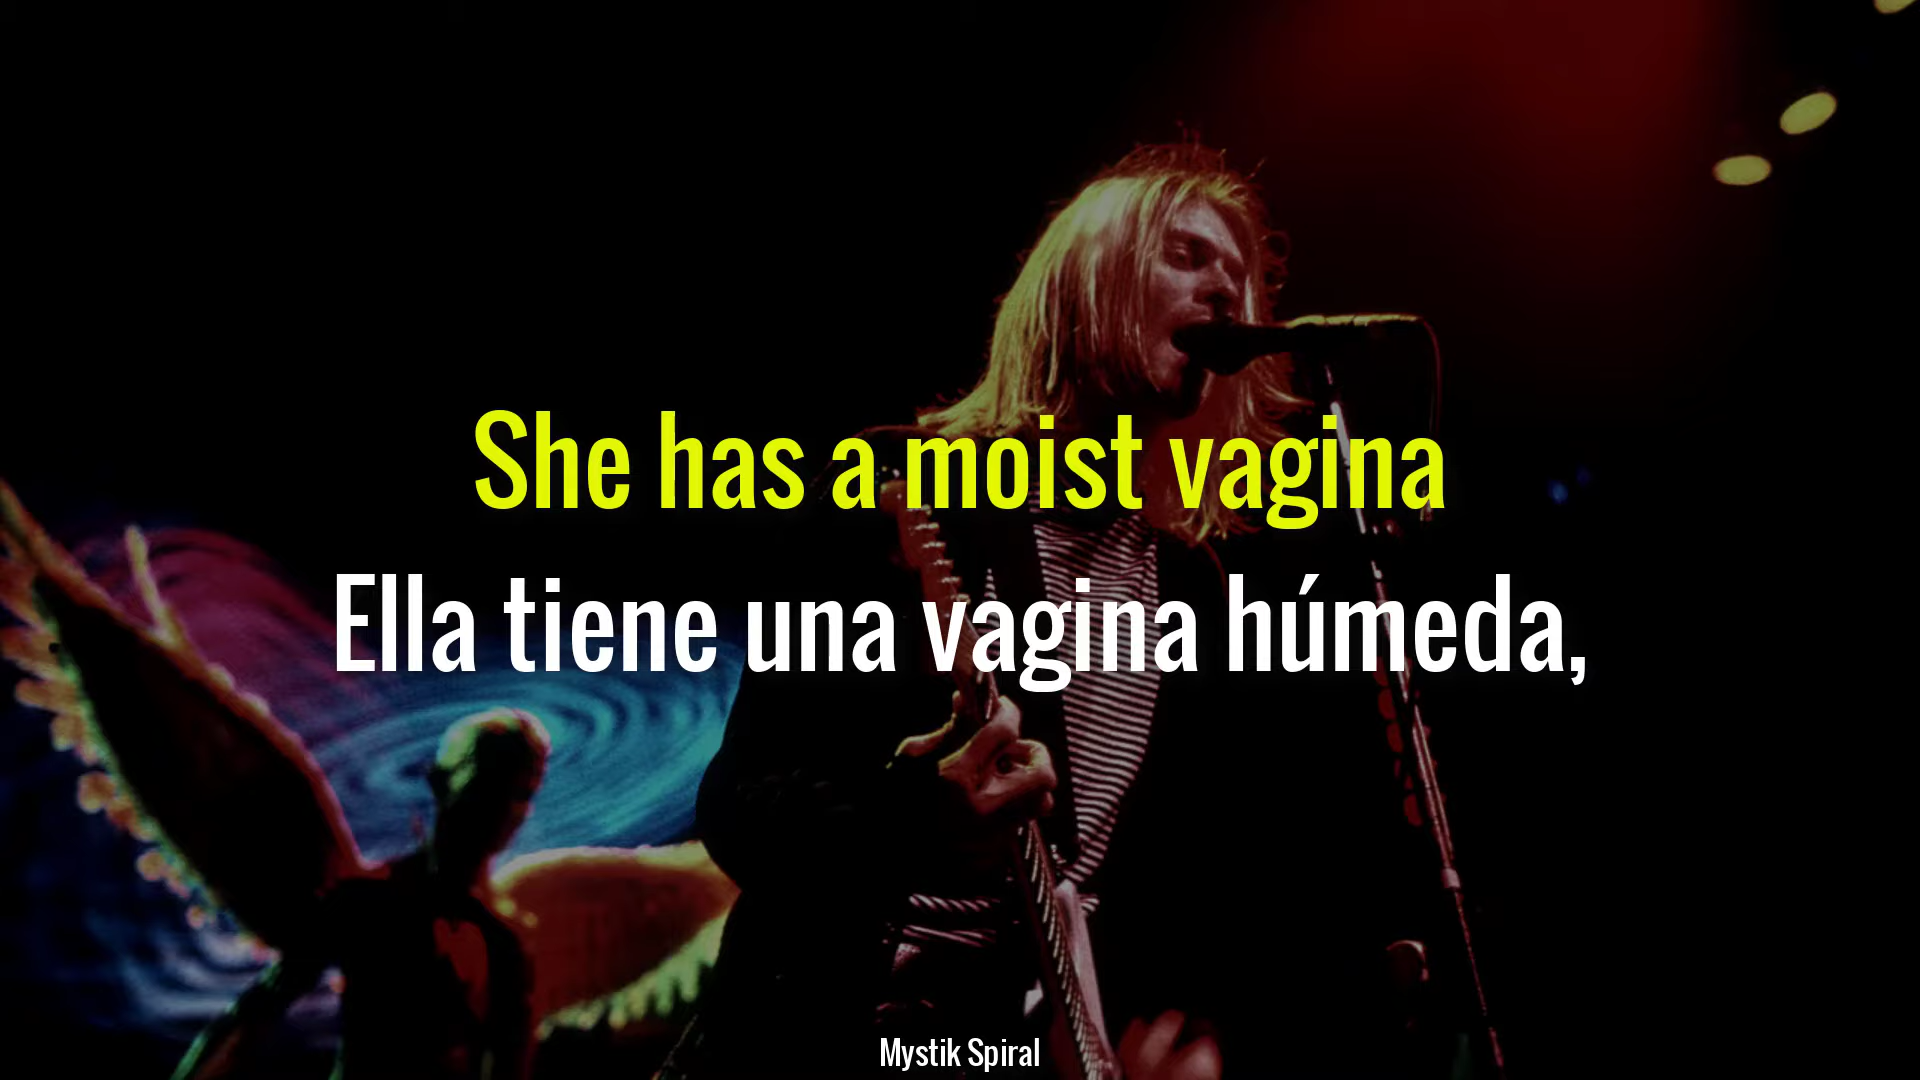 She has a moist vagina
Ella tiene una vagina húmeda,
Mystik Spiral